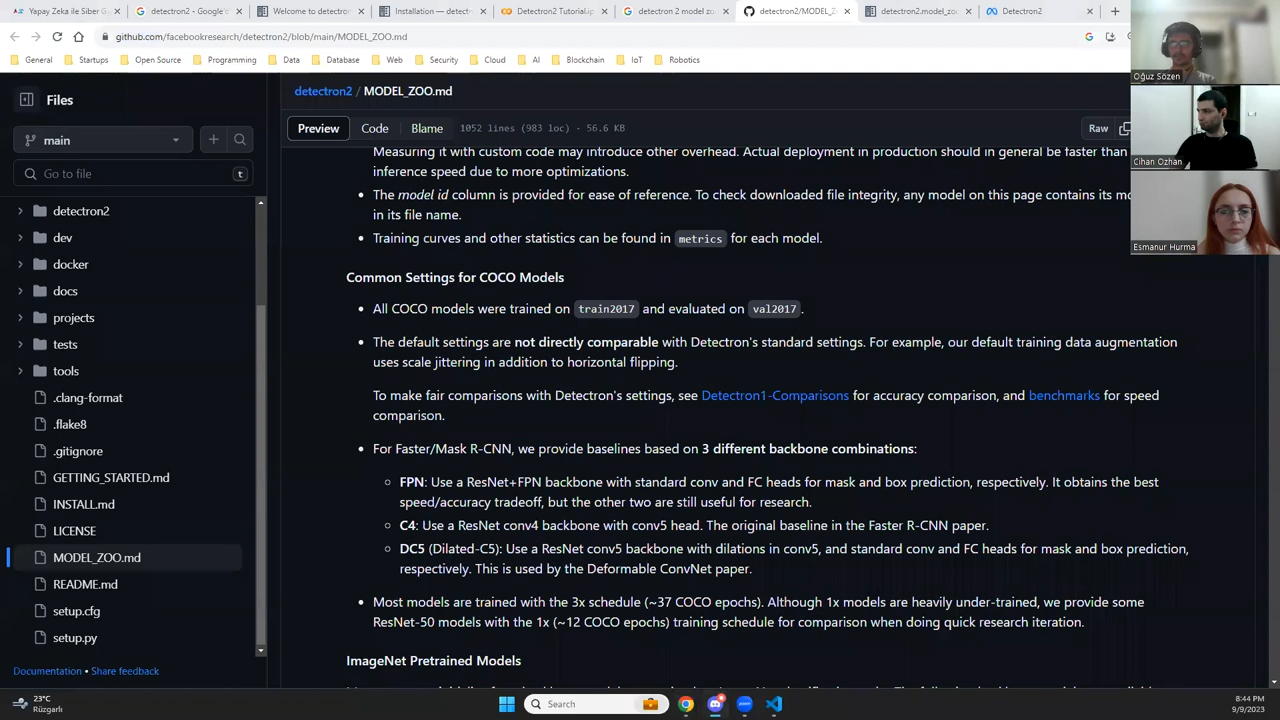 Yapay Zeka ile Siber G
detectron2 - Google'd
Welcome to detectron
Installation — detectro
Detectron2 Tutorial.ip
detectron 2 model zo
detectron2/MODEL_Z
detectron2.model_zo
Detectron2
github.com/facebookresearch/detectron2/blob/main/MODEL_ZOO.md
General
Startups
Open Source
Programming
Data
Database
Web
Security
Cloud
AI
Blockchain
IoT
Robotics
Files
main
Go to file
t
detectron2
dev
docker
docs
projects
tests
tools
.clang-format
.flake8
.gitignore
GETTING_STARTED.md
INSTALL.md
LICENSE
MODEL_ZOO.md
README.md
setup.cfg
setup.py
Documentation • Share feedback
detectron2 / MODEL_ZOO.md
Preview
Code
Blame
1052 lines (983 loc) · 56.6 KB
Raw
Measuring it with custom code may introduce other overhead. Actual deployment in production should in general be faster than
inference speed due to more optimizations.
• The model id column is provided for ease of reference. To check downloaded file integrity, any model on this page contains its mo
in its file name.
• Training curves and other statistics can be found in metrics for each model.
Common Settings for COCO Models
• All COCO models were trained on train2017 and evaluated on val2017.
• The default settings are not directly comparable with Detectron's standard settings. For example, our default training data augmentation
uses scale jittering in addition to horizontal flipping.
To make fair comparisons with Detectron's settings, see Detectron1-Comparisons for accuracy comparison, and benchmarks for speed
comparison.
• For Faster/Mask R-CNN, we provide baselines based on 3 different backbone combinations:
◦ FPN: Use a ResNet+FPN backbone with standard conv and FC heads for mask and box prediction, respectively. It obtains the best
speed/accuracy tradeoff, but the other two are still useful for research.
◦ C4: Use a ResNet conv4 backbone with conv5 head. The original baseline in the Faster R-CNN paper.
◦ DC5 (Dilated-C5): Use a ResNet conv5 backbone with dilations in conv5, and standard conv and FC heads for mask and box prediction,
respectively. This is used by the Deformable ConvNet paper.
• Most models are trained with the 3x schedule (~37 COCO epochs). Although 1x models are heavily under-trained, we provide some
ResNet-50 models with the 1x (~12 COCO epochs) training schedule for comparison when doing quick research iteration.
ImageNet Pretrained Models
Oğuz Sözen
Cihan Ozhan
Esmanur Hurma
23°C
Rüzgarlı
Search
8:44 PM
9/9/2023